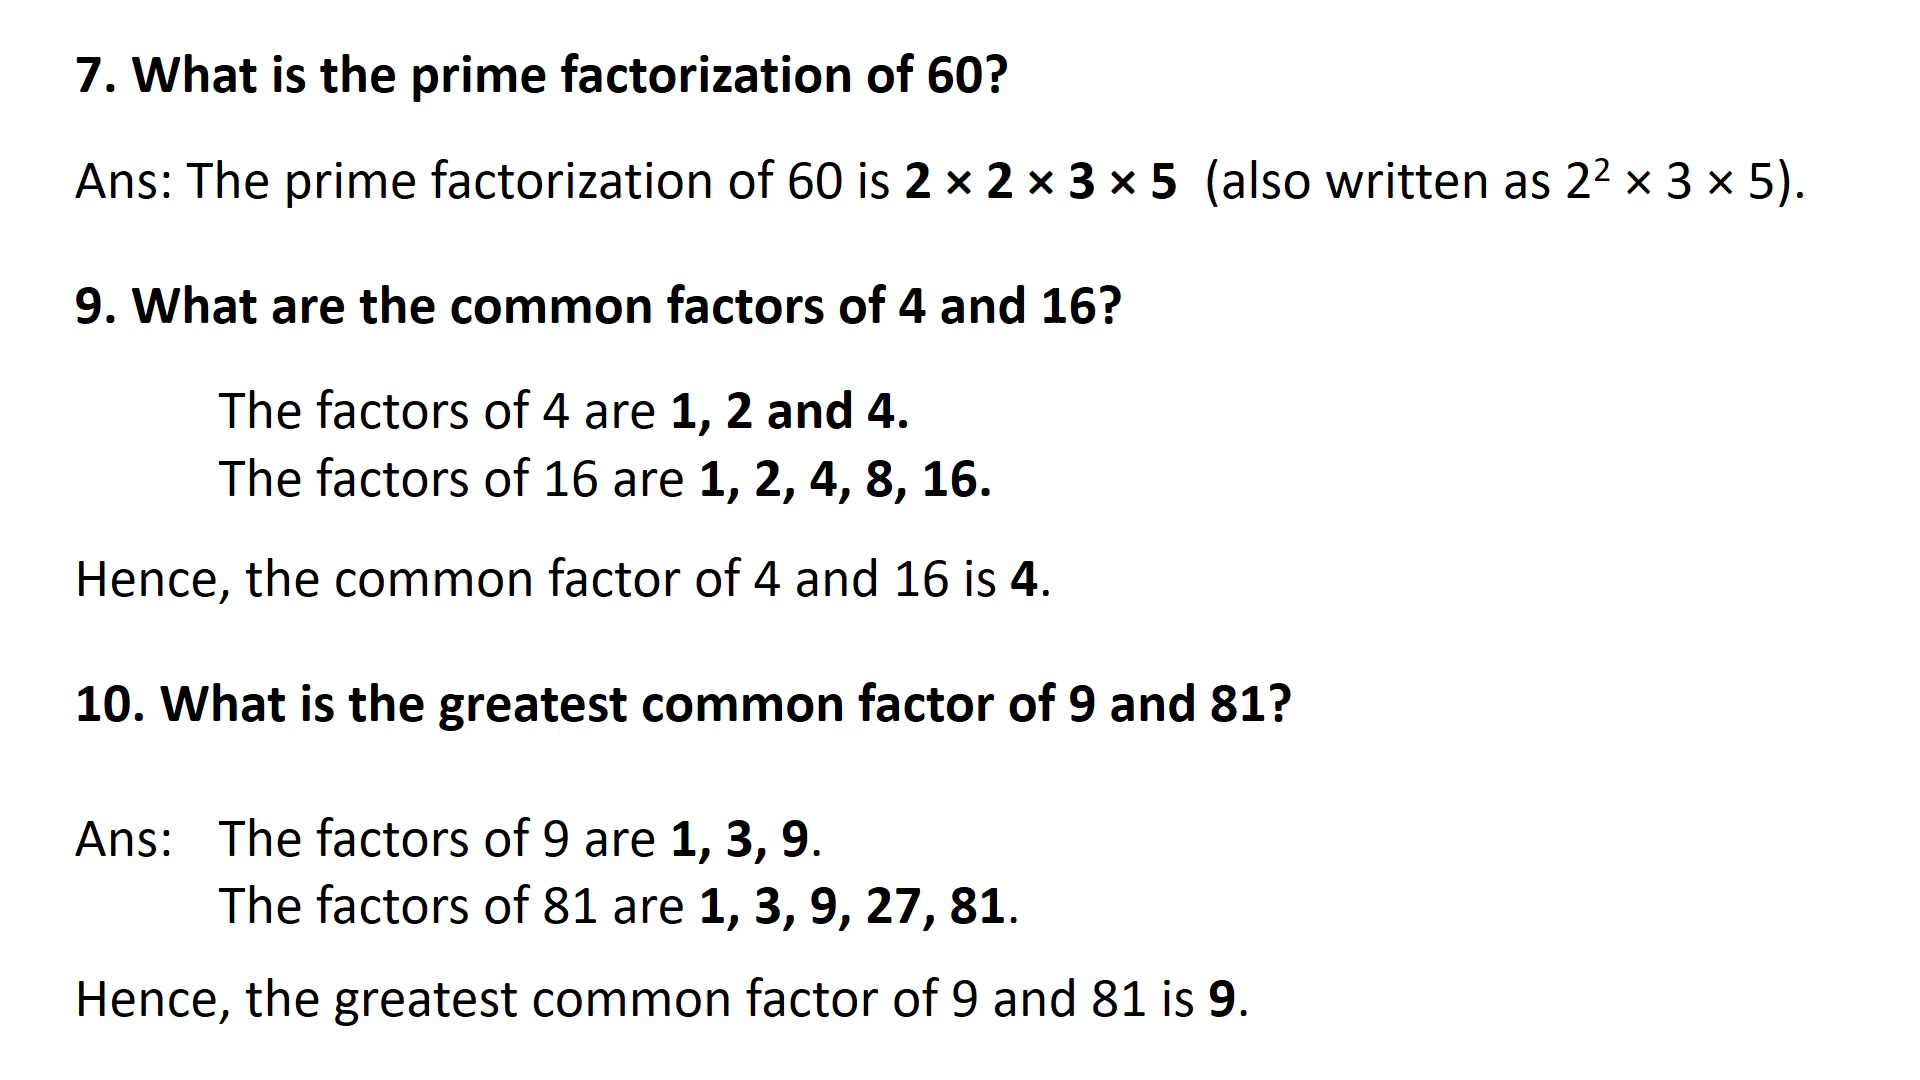 7. What is the prime factorization of 60?
Ans: The prime factorization of 60 is 2 × 2 × 3 × 5 (also written as 2² × 3 × 5).
9. What are the common factors of 4 and 16?
The factors of 4 are 1, 2 and 4.
The factors of 16 are 1, 2, 4, 8, 16.
Hence, the common factor of 4 and 16 is 4.
10. What is the greatest common factor of 9 and 81?
Ans: The factors of 9 are 1, 3, 9.
The factors of 81 are 1, 3, 9, 27, 81.
Hence, the greatest common factor of 9 and 81 is 9.